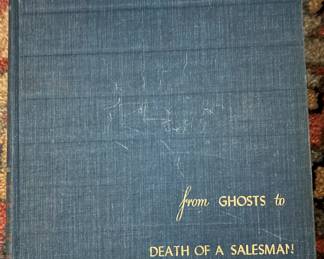 from GHOSTS to
DEATH OF A SALESMAN